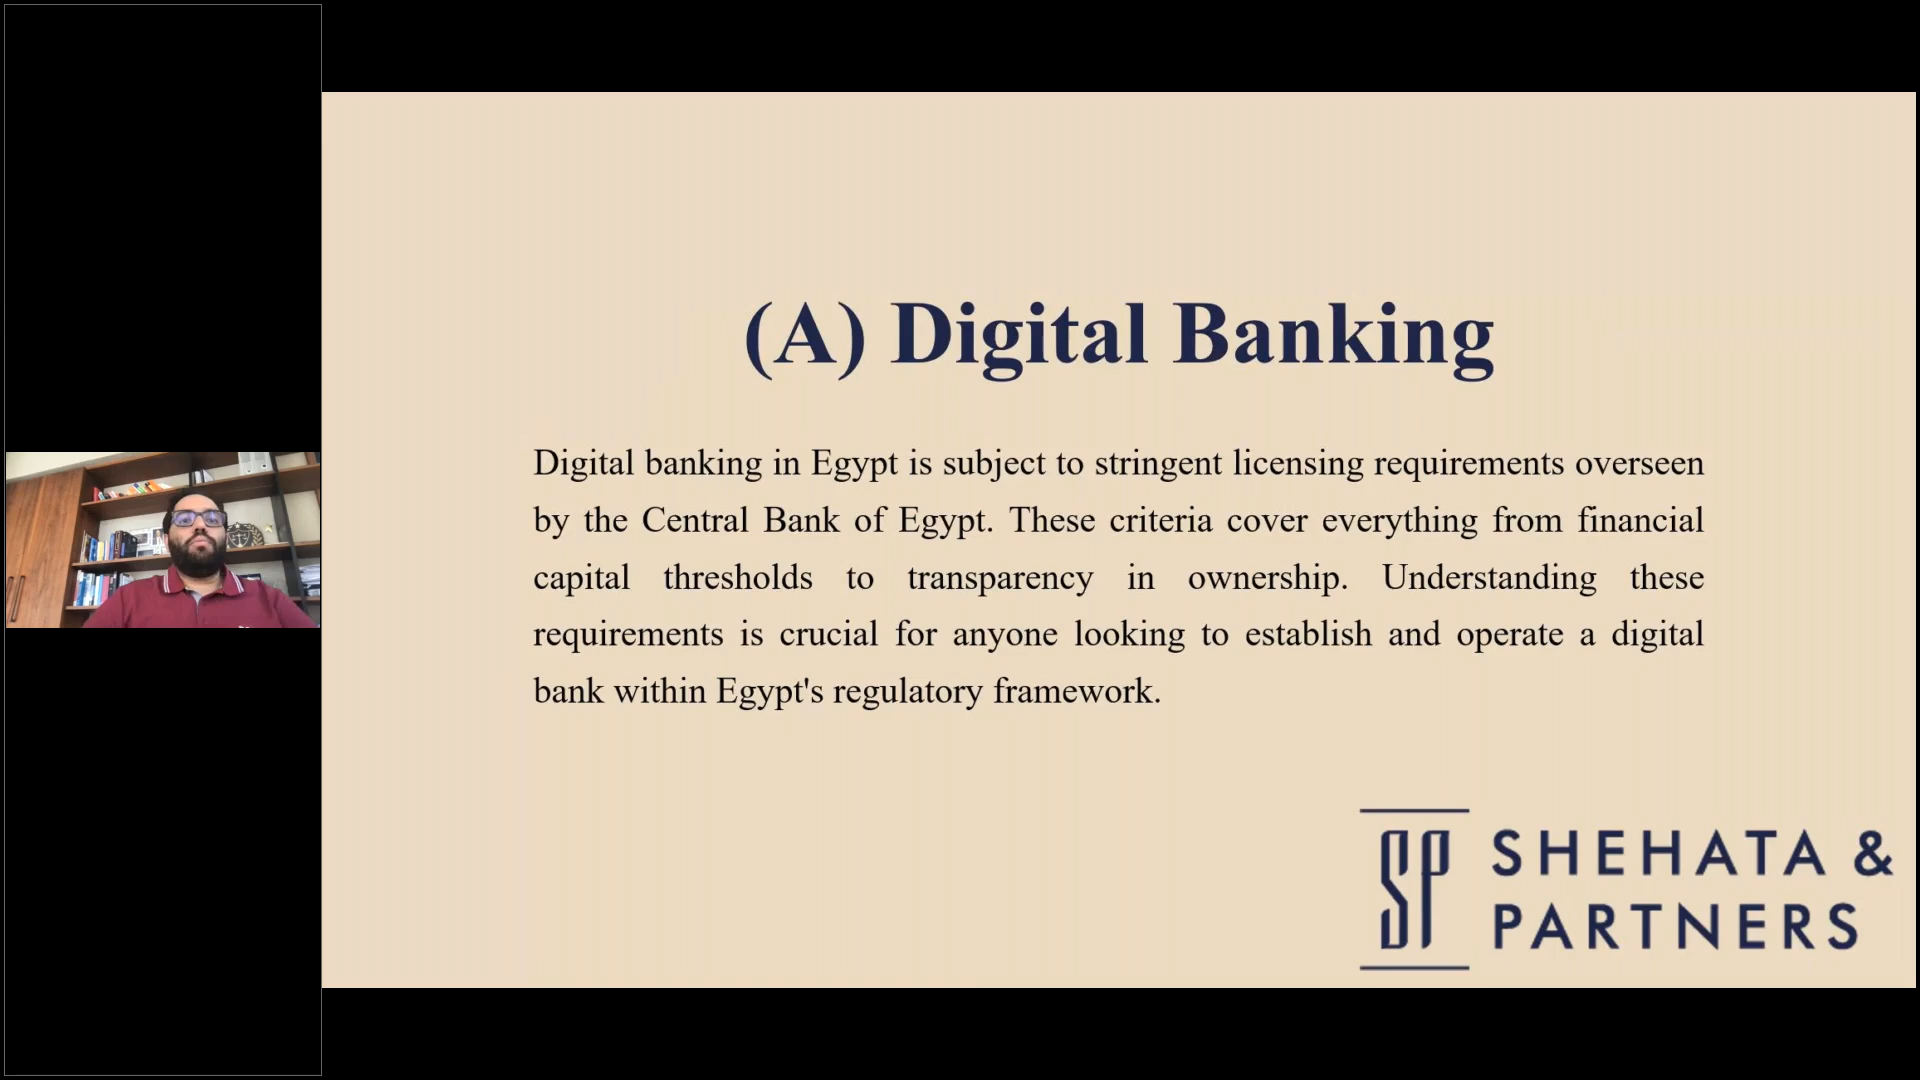 (A) Digital Banking
Digital banking in Egypt is subject to stringent licensing requirements overseen
by the Central Bank of Egypt. These criteria cover everything from financial
capital thresholds to transparency in ownership. Understanding these
requirements is crucial for anyone looking to establish and operate a digital
bank within Egypt's regulatory framework.
SP
SHEHATA &
PARTNERS